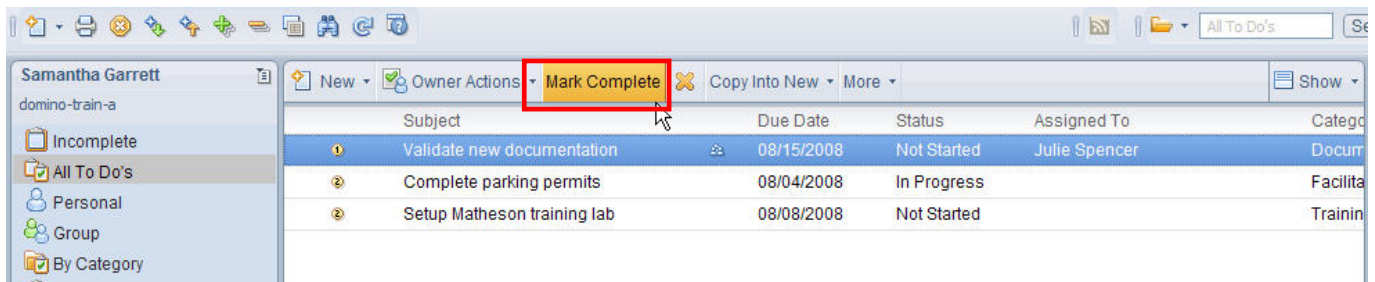 All To Do's
Samantha Garrett
domino-train-a
Incomplete
All To Do's
Personal
Group
By Category
New Owner Actions Mark Complete Copy Into New More Show
Subject Due Date Status Assigned To
1 Validate new documentation 08/15/2008 Not Started Julie Spencer
2 Complete parking permits 08/04/2008 In Progress
2 Setup Matheson training lab 08/08/2008 Not Started